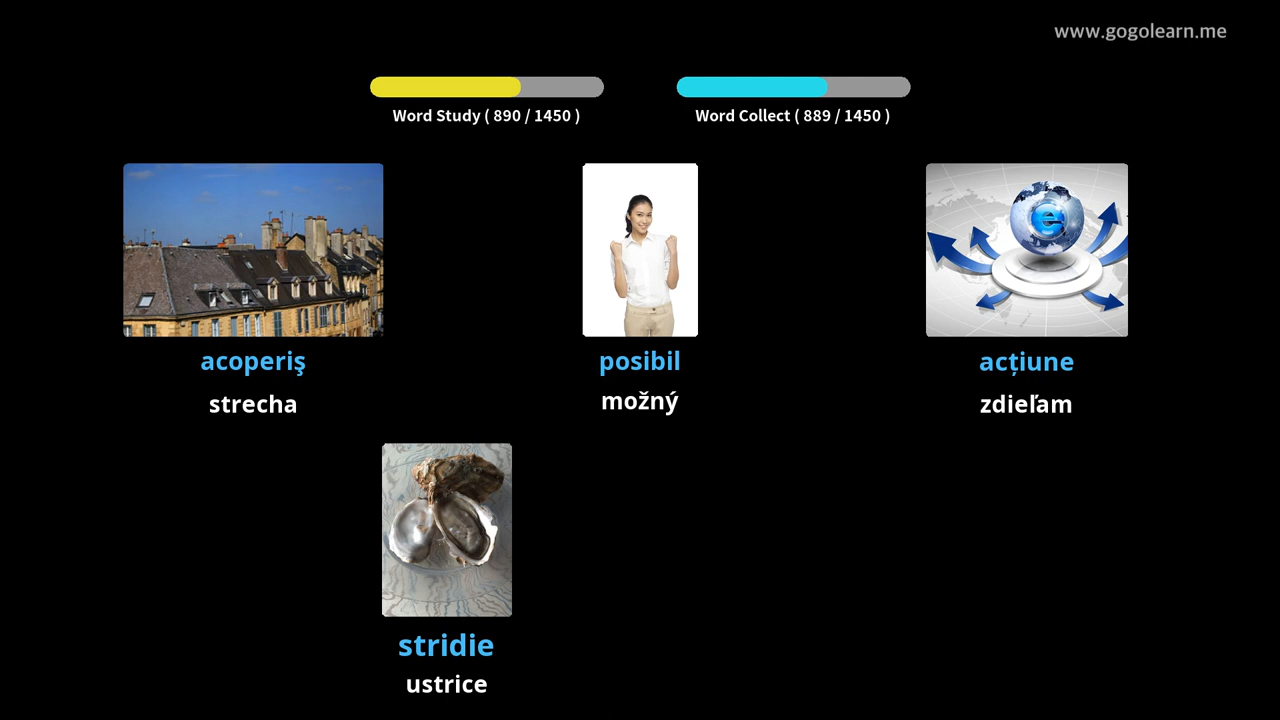 www.gogolearn.me
Word Study ( 890 / 1450 )
Word Collect ( 889 / 1450 )
acoperiş
posibil
acțiune
strecha
možný
zdieľam
stridie
ustrice